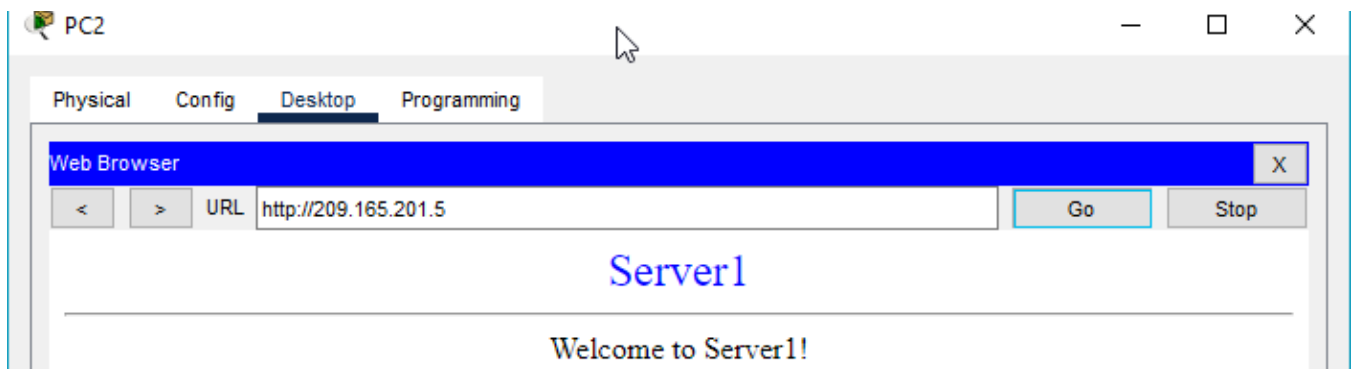 PC2
Physical Config Desktop Programming
Web Browser X
< > URL http://209.165.201.5 Go Stop
Server1
Welcome to Server1!